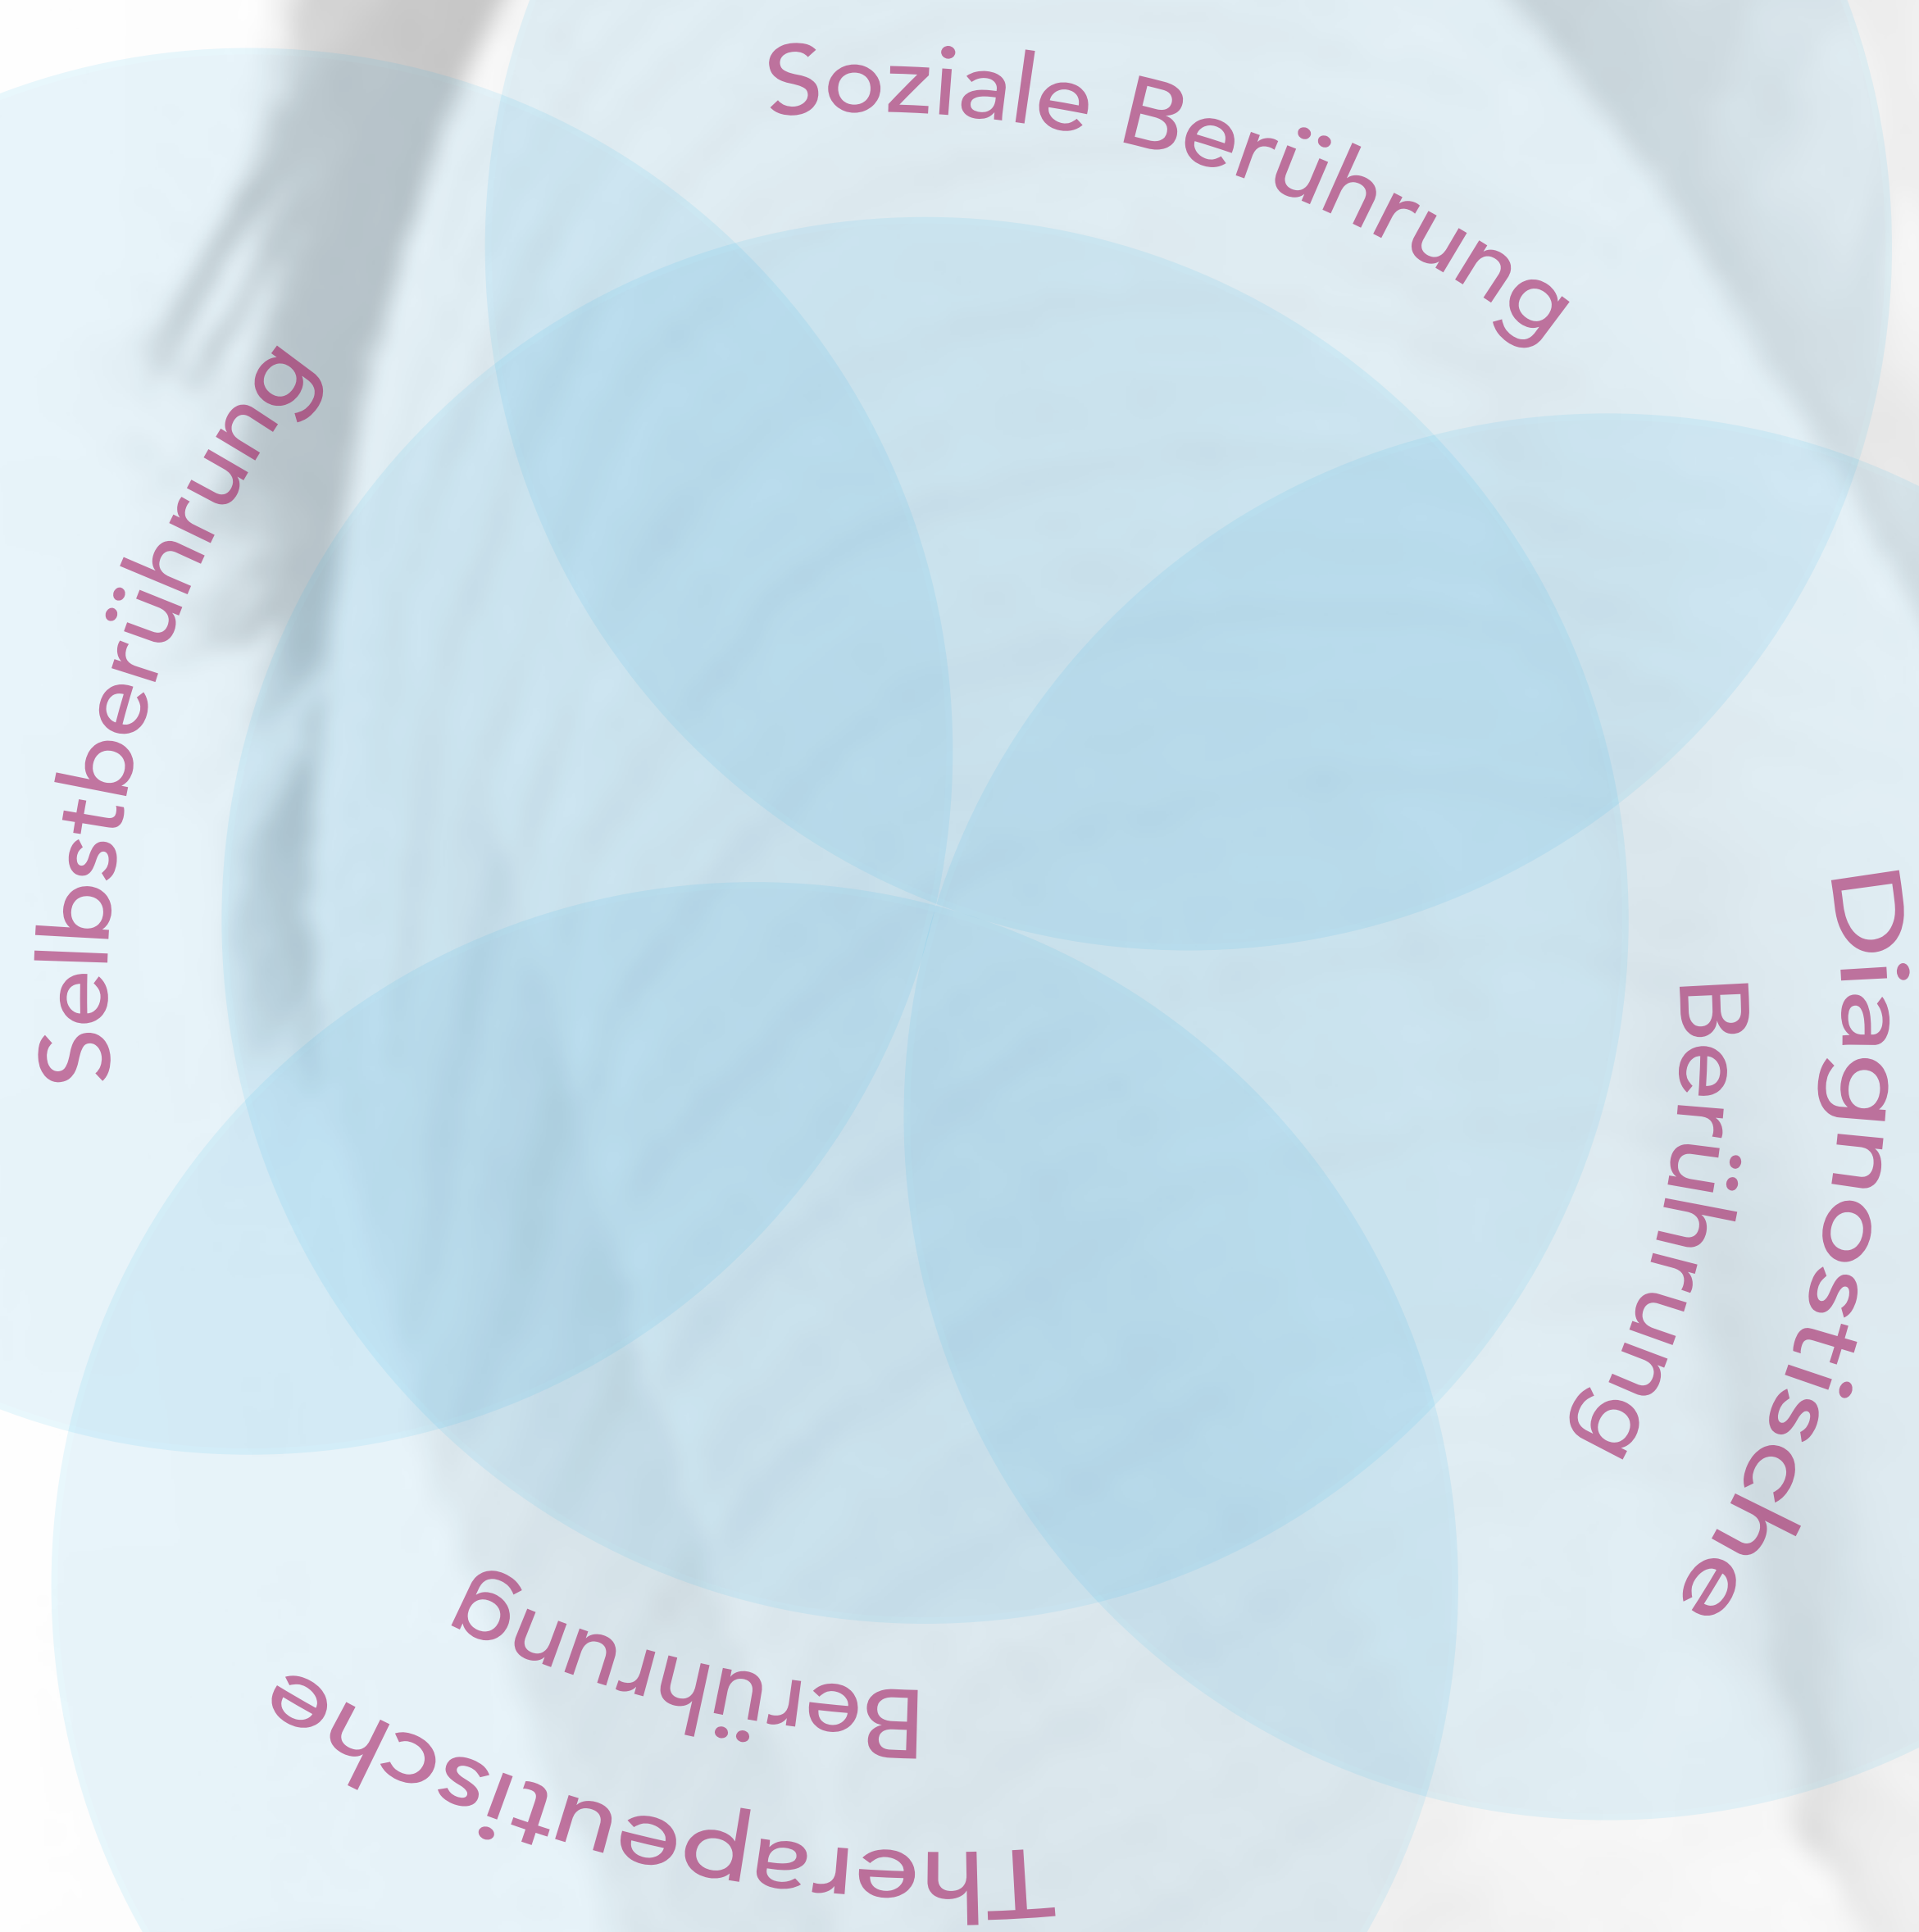 Soziale Berührung
Selbstberührung
Diagnostische
Berührung
Therapeutische
Berührung